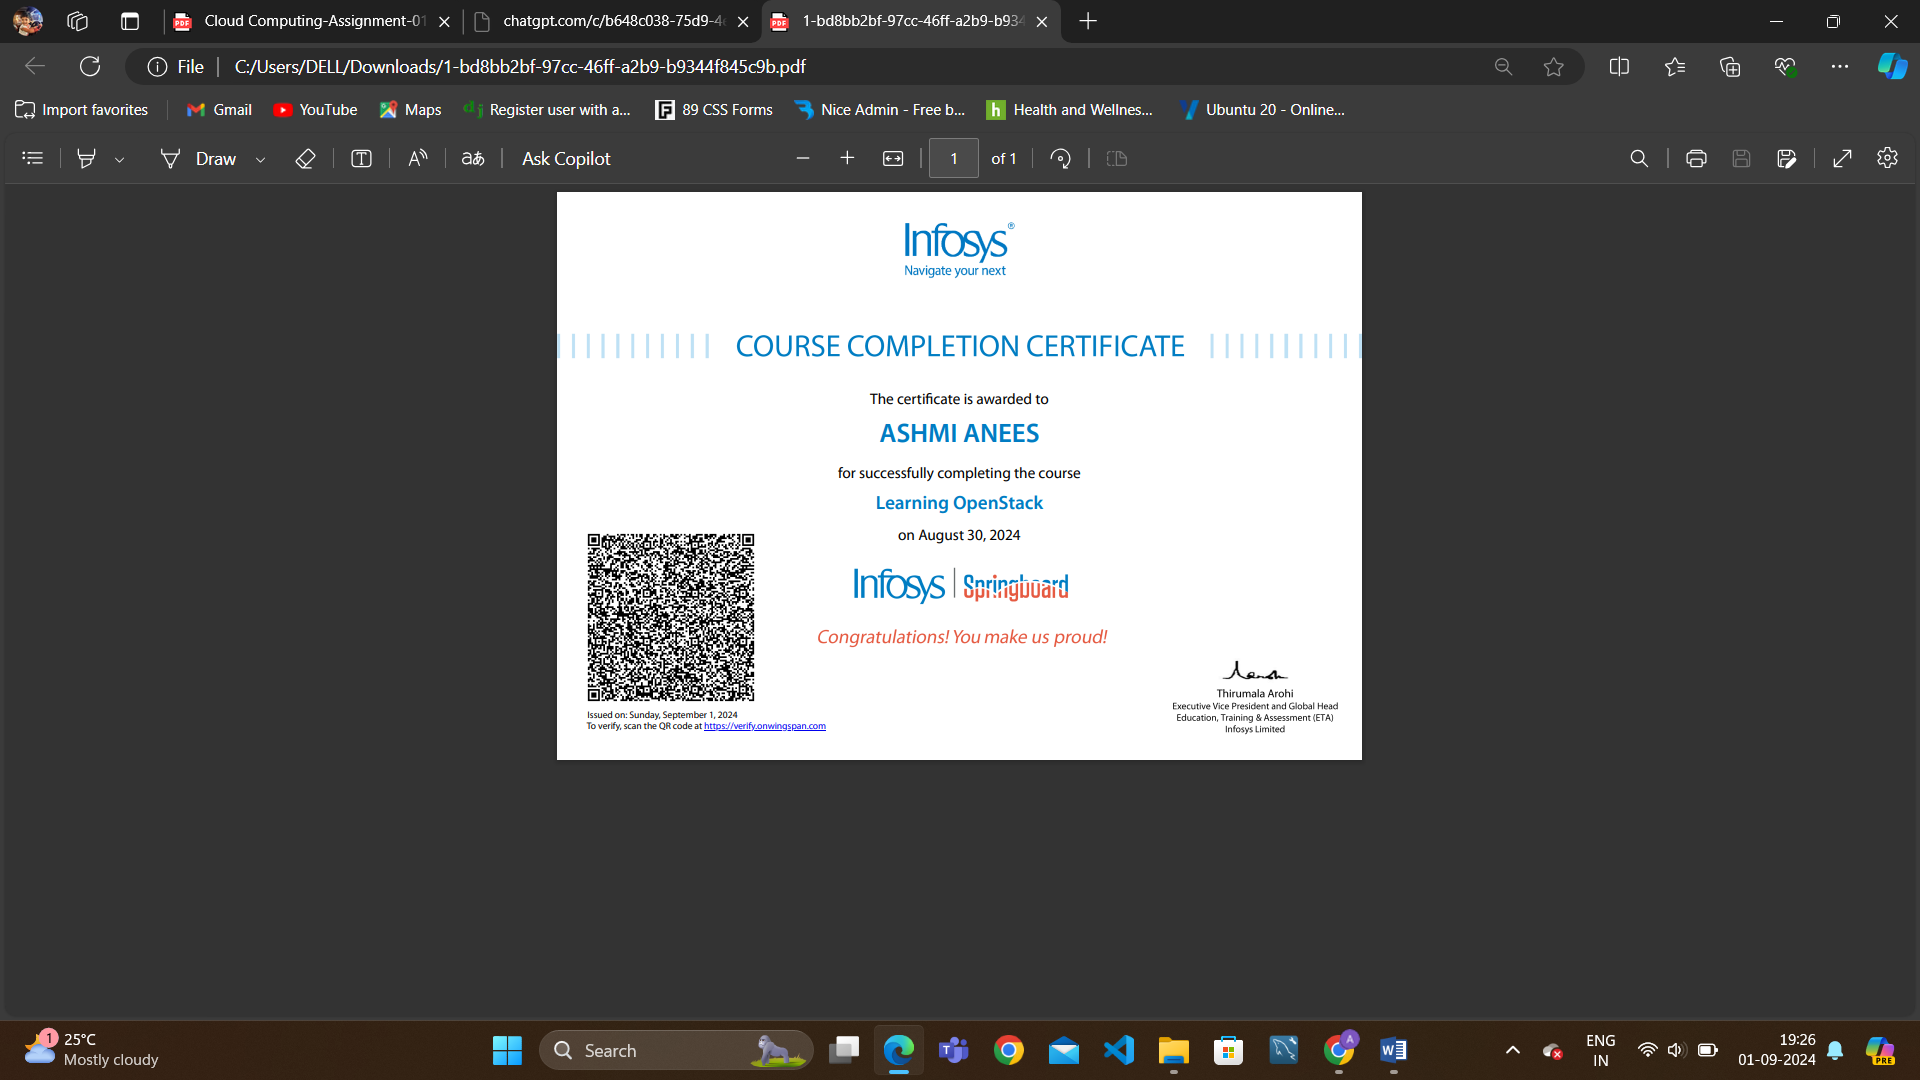 Cloud Computing-Assignment-01
chatgpt.com/c/b648c038-75d9-4
1-bd8bb2bf-97cc-46ff-a2b9-b934
File
C:/Users/DELL/Downloads/1-bd8bb2bf-97cc-46ff-a2b9-b9344f845c9b.pdf
Import favorites
Gmail
YouTube
Maps
Register user with a...
89 CSS Forms
Nice Admin - Free b...
Health and Wellnes...
Ubuntu 20 - Online...
Draw
Ask Copilot
1 of 1
Infosys®
Navigate your next
COURSE COMPLETION CERTIFICATE
The certificate is awarded to
ASHMI ANEES
for successfully completing the course
Learning OpenStack
on August 30, 2024
Infosys | Springboard
Congratulations! You make us proud!
Thirumala Arohi
Executive Vice President and Global Head
Education, Training & Assessment (ETA)
Infosys Limited
Issued on: Sunday, September 1, 2024
To verify, scan the QR code at https://verify.onwingspan.com
1
25°C
Mostly cloudy
Search
A
ENG
IN
19:26
01-09-2024
PRE